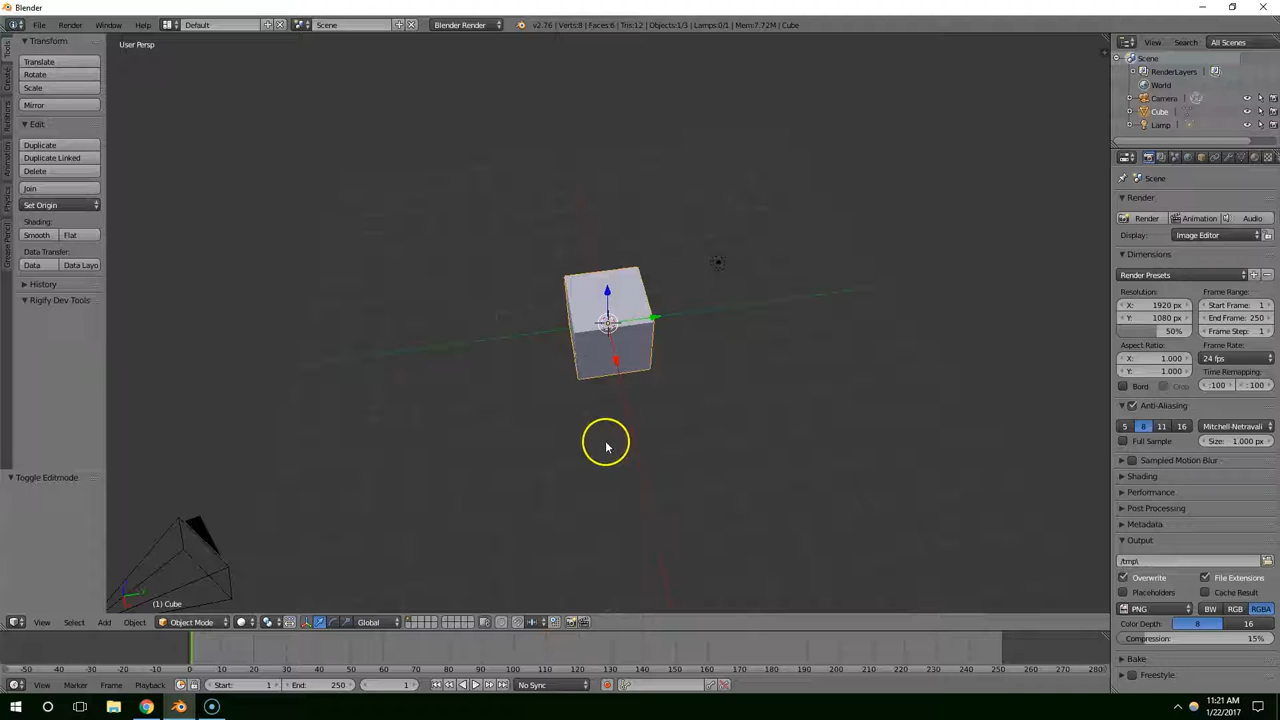 Blender
File Render Window Help Default Scene Blender Render v2.76 | Verts:8 | Faces:6 | Tris:12 | Objects:1/3 | Lamps:0/1 | Mem:7.72M | Cube
Transform
Translate
Rotate
Scale
Mirror
Edit
Duplicate
Duplicate Linked
Delete
Join
Set Origin
Shading:
Smooth Flat
Data Transfer:
Data Data Layo
History
Rigify Dev Tools
Toggle Editmode
Tools
Create
Relations
Animation
Physics
Grease Pencil
User Persp
(1) Cube
View Select Add Object Object Mode Global
-50 -40 -30 -20 -10 0 10 20 30 40 50 60 70 80 90 100 110 120 130 140 150 160 170 180 190 200 210 220 230 240 250 260 270 280
View Marker Frame Playback Start: 1 End: 250 1 No Sync
View Search All Scenes
Scene
RenderLayers
World
Camera
Cube
Lamp
Scene
Render
Render Animation Audio
Display: Image Editor
Dimensions
Render Presets
Resolution: Frame Range:
X: 1920 px Start Frame: 1
Y: 1080 px End Frame: 250
50% Frame Step: 1
Aspect Ratio: Frame Rate:
X: 1.000 24 fps
Y: 1.000 Time Remapping:
Bord Crop :100 :100
Anti-Aliasing
5 8 11 16 Mitchell-Netravali
Full Sample Size: 1.000 px
Sampled Motion Blur
Shading
Performance
Post Processing
Metadata
Output
/tmp\
Overwrite File Extensions
Placeholders Cache Result
PNG BW RGB RGBA
Color Depth: 8 16
Compression: 15%
Bake
Freestyle
11:21 AM
1/22/2017